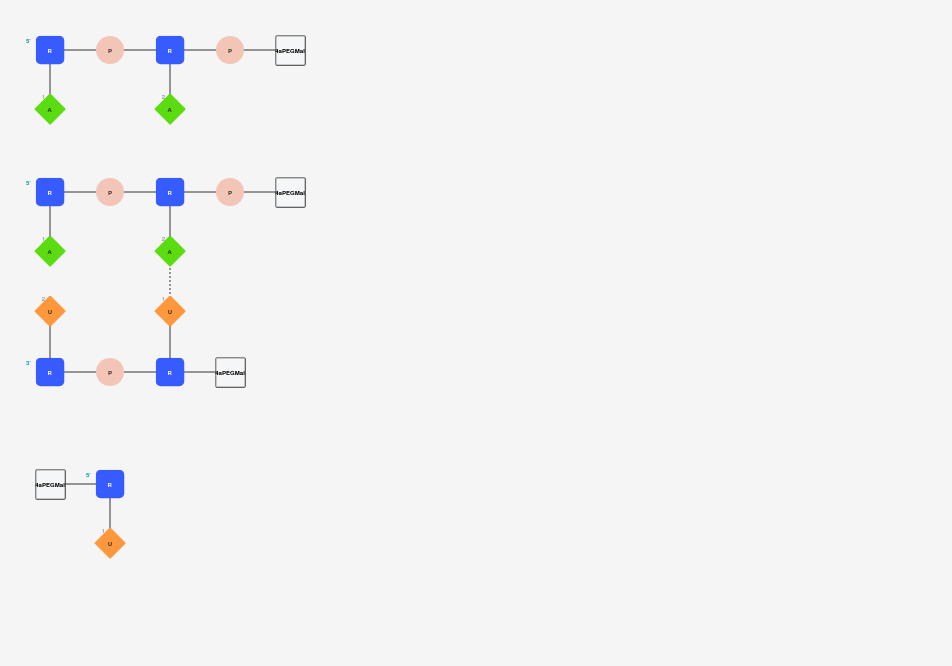 5' R P R P 4aPEGMal
1 A 2 A
5' R P R P 4aPEGMal
1 A 2 A
2 U 1 U
3' R P R 4aPEGMal
4aPEGMal 5' R
1 U